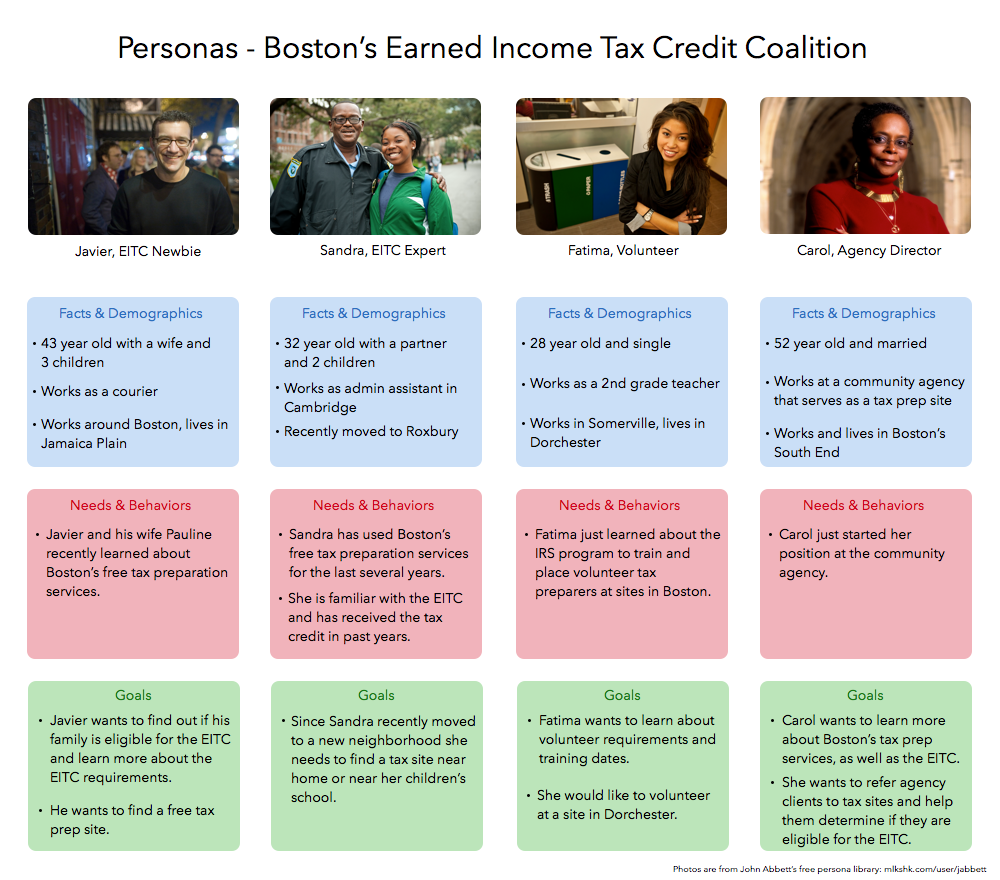 Personas - Boston's Earned Income Tax Credit Coalition
TRASH
PAPER
Javier, EITC Newbie
Sandra, EITC Expert
Fatima, Volunteer
Carol, Agency Director
Facts & Demographics
• 43 year old with a wife and
3 children
• Works as a courier
• Works around Boston, lives in
Jamaica Plain
Facts & Demographics
• 32 year old with a partner
and 2 children
• Works as admin assistant in
Cambridge
• Recently moved to Roxbury
Facts & Demographics
• 28 year old and single
• Works as a 2nd grade teacher
• Works in Somerville, lives in
Dorchester
Facts & Demographics
• 52 year old and married
• Works at a community agency
that serves as a tax prep site
• Works and lives in Boston's
South End
Needs & Behaviors
• Javier and his wife Pauline
recently learned about
Boston's free tax preparation
services.
Needs & Behaviors
• Sandra has used Boston's
free tax preparation services
for the last several years.
• She is familiar with the EITC
and has received the tax
credit in past years.
Needs & Behaviors
• Fatima just learned about the
IRS program to train and
place volunteer tax
preparers at sites in Boston.
Needs & Behaviors
• Carol just started her
position at the community
agency.
Goals
• Javier wants to find out if his
family is eligible for the EITC
and learn more about the
EITC requirements.
• He wants to find a free tax
prep site.
Goals
• Since Sandra recently moved
to a new neighborhood she
needs to find a tax site near
home or near her children's
school.
Goals
• Fatima wants to learn about
volunteer requirements and
training dates.
• She would like to volunteer
at a site in Dorchester.
Goals
• Carol wants to learn more
about Boston's tax prep
services, as well as the EITC.
• She wants to refer agency
clients to tax sites and help
them determine if they are
eligible for the EITC.
Photos are from John Abbett's free persona library: mlkshk.com/user/jabbett